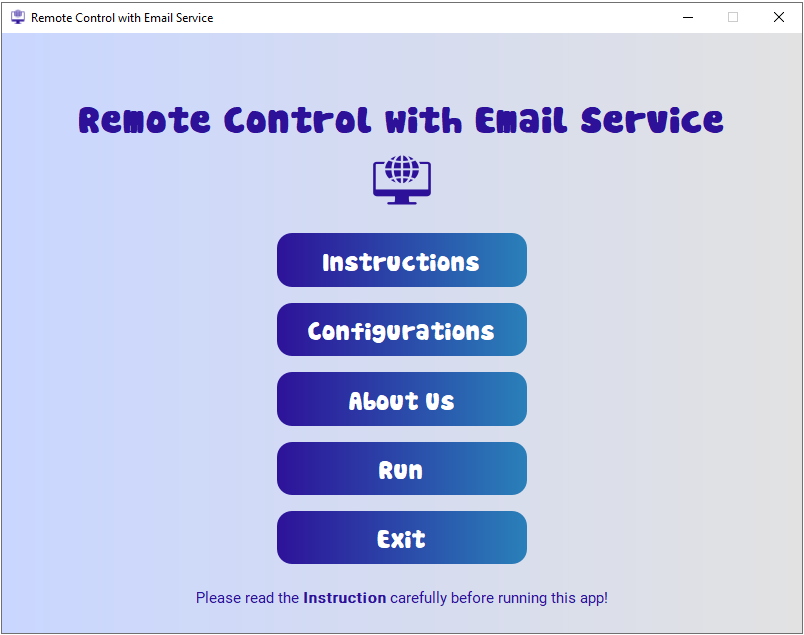 Remote Control with Email Service
Remote Control with Email Service
Instructions
Configurations
About Us
Run
Exit
Please read the Instruction carefully before running this app!